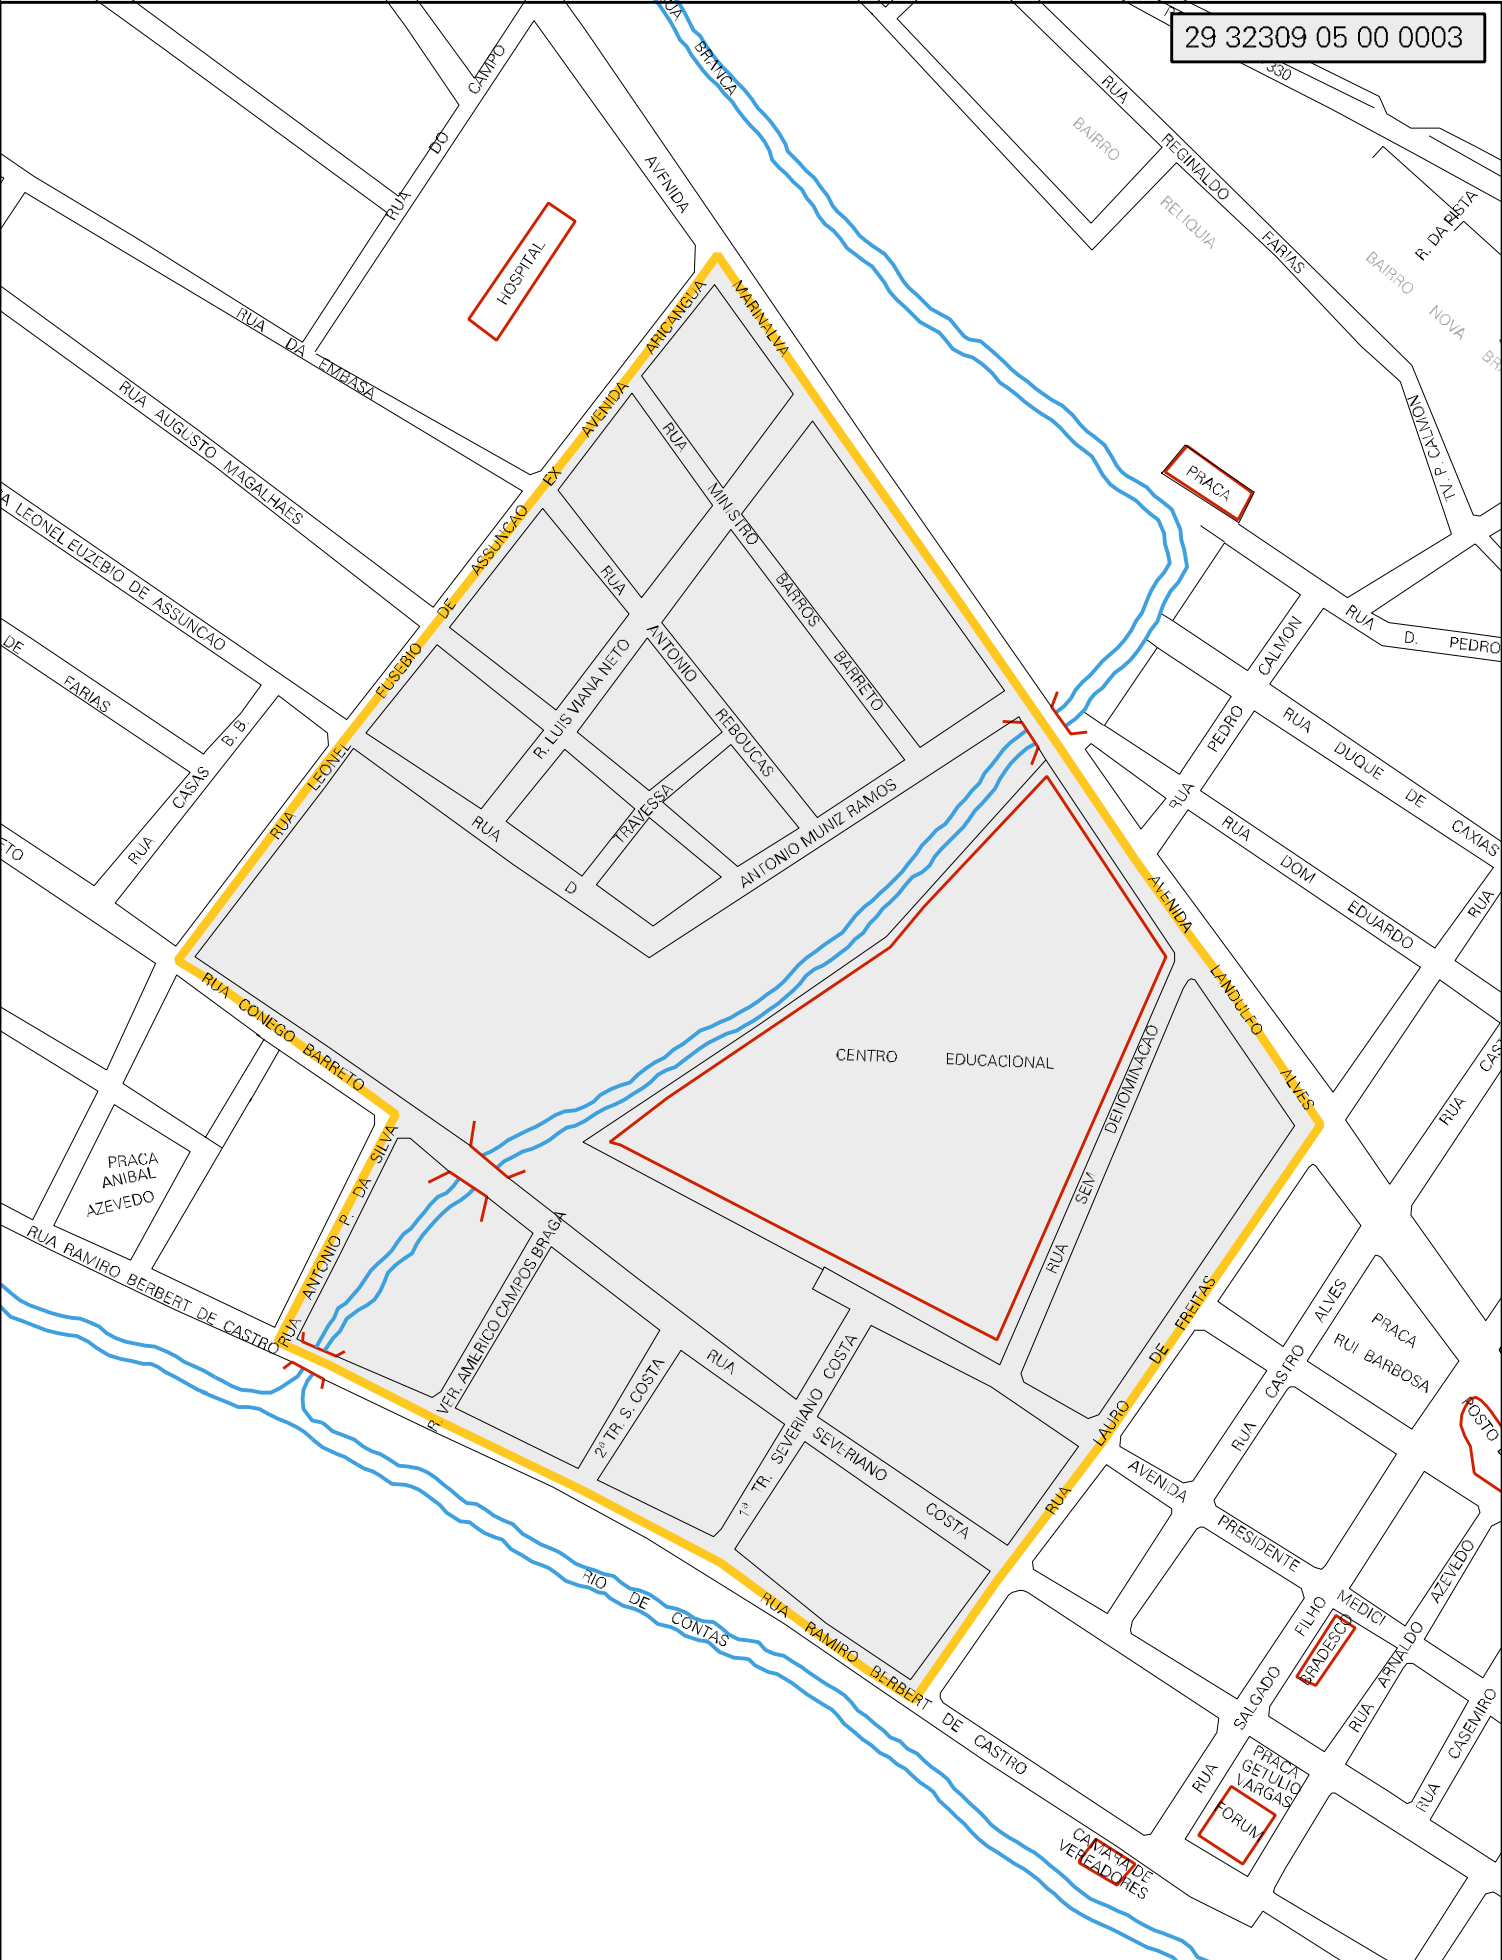 29 32309 05 00 0003
330
BRANCA
RUA DO CAMPO
HOSPITAL
RUA DA EMBASA
RUA AUGUSTO MAGALHAES
LEONEL EUZEBIO DE ASSUNCAO
DE FARIAS
RUA CASAS B.B.
AVENIDA MARINALVA
RUA LEONEL EUSEBIO DE ASSUNCAO EX AVENIDA ARICANGUA
RUA MINISTRO BARROS BARRETO
RUA ANTONIO REBOUCAS
R. LUIS VIANA NETO
TRAVESSA
RUA D
ANTONIO MUNIZ RAMOS
BAIRRO RELIQUIA
RUA REGINALDO FARIAS
BAIRRO NOVA
R. DA PISTA
TV. P. CALMON
PRACA
RUA D. PEDRO
RUA PEDRO CALMON
RUA DUQUE DE CAXIAS
RUA DOM EDUARDO
RUA
RUA
AVENIDA LANDULFO ALVES
RUA CONEGO BARRETO
CENTRO EDUCACIONAL
RUA SEM DENOMINACAO
PRACA
ANIBAL
AZEVEDO
RUA ANTONIO P. DA SILVA
RUA RAMIRO BERBERT DE CASTRO
R. VER. AMERICO CAMPOS BRAGA
2ª TR. S. COSTA
1ª TR. SEVERIANO COSTA
RUA SEVERIANO COSTA
RUA LAURO DE FREITAS
RUA CASTRO ALVES
PRACA
RUI BARBOSA
POSTO
AVENIDA PRESIDENTE MEDICI
RIO DE CONTAS
RUA RAMIRO BERBERT DE CASTRO
RUA SALGADO FILHO
BRADESCO
RUA ARNALDO AZEVEDO
RUA CASEMIRO
PRACA
GETULIO
VARGAS
FORUM
CAMARA DE
VEREADORES